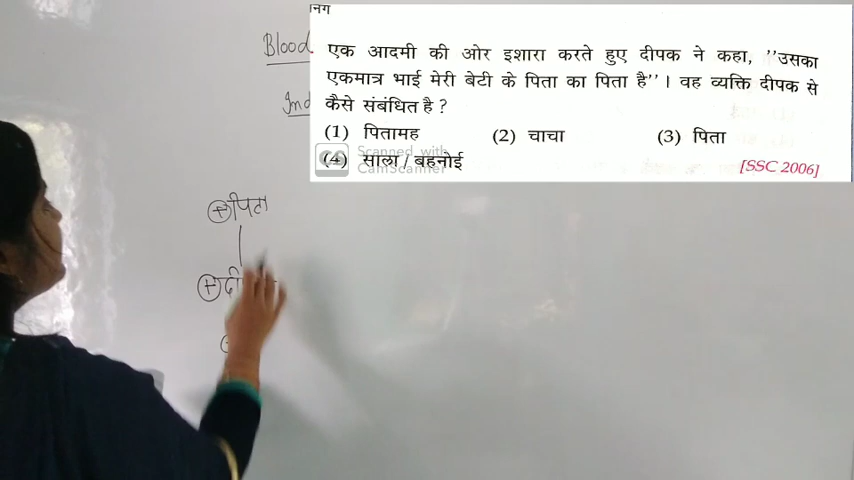 नग
Blood
Ind
एक आदमी की ओर इशारा करते हुए दीपक ने कहा, ''उसका
एकमात्र भाई मेरी बेटी के पिता का पिता है''। वह व्यक्ति दीपक से
कैसे संबंधित है ?
(1) पितामह (2) चाचा (3) पिता
(4) साला / बहनोई [SSC 2006]
CS Scanned with
CamScanner
+ पिता
+ दी